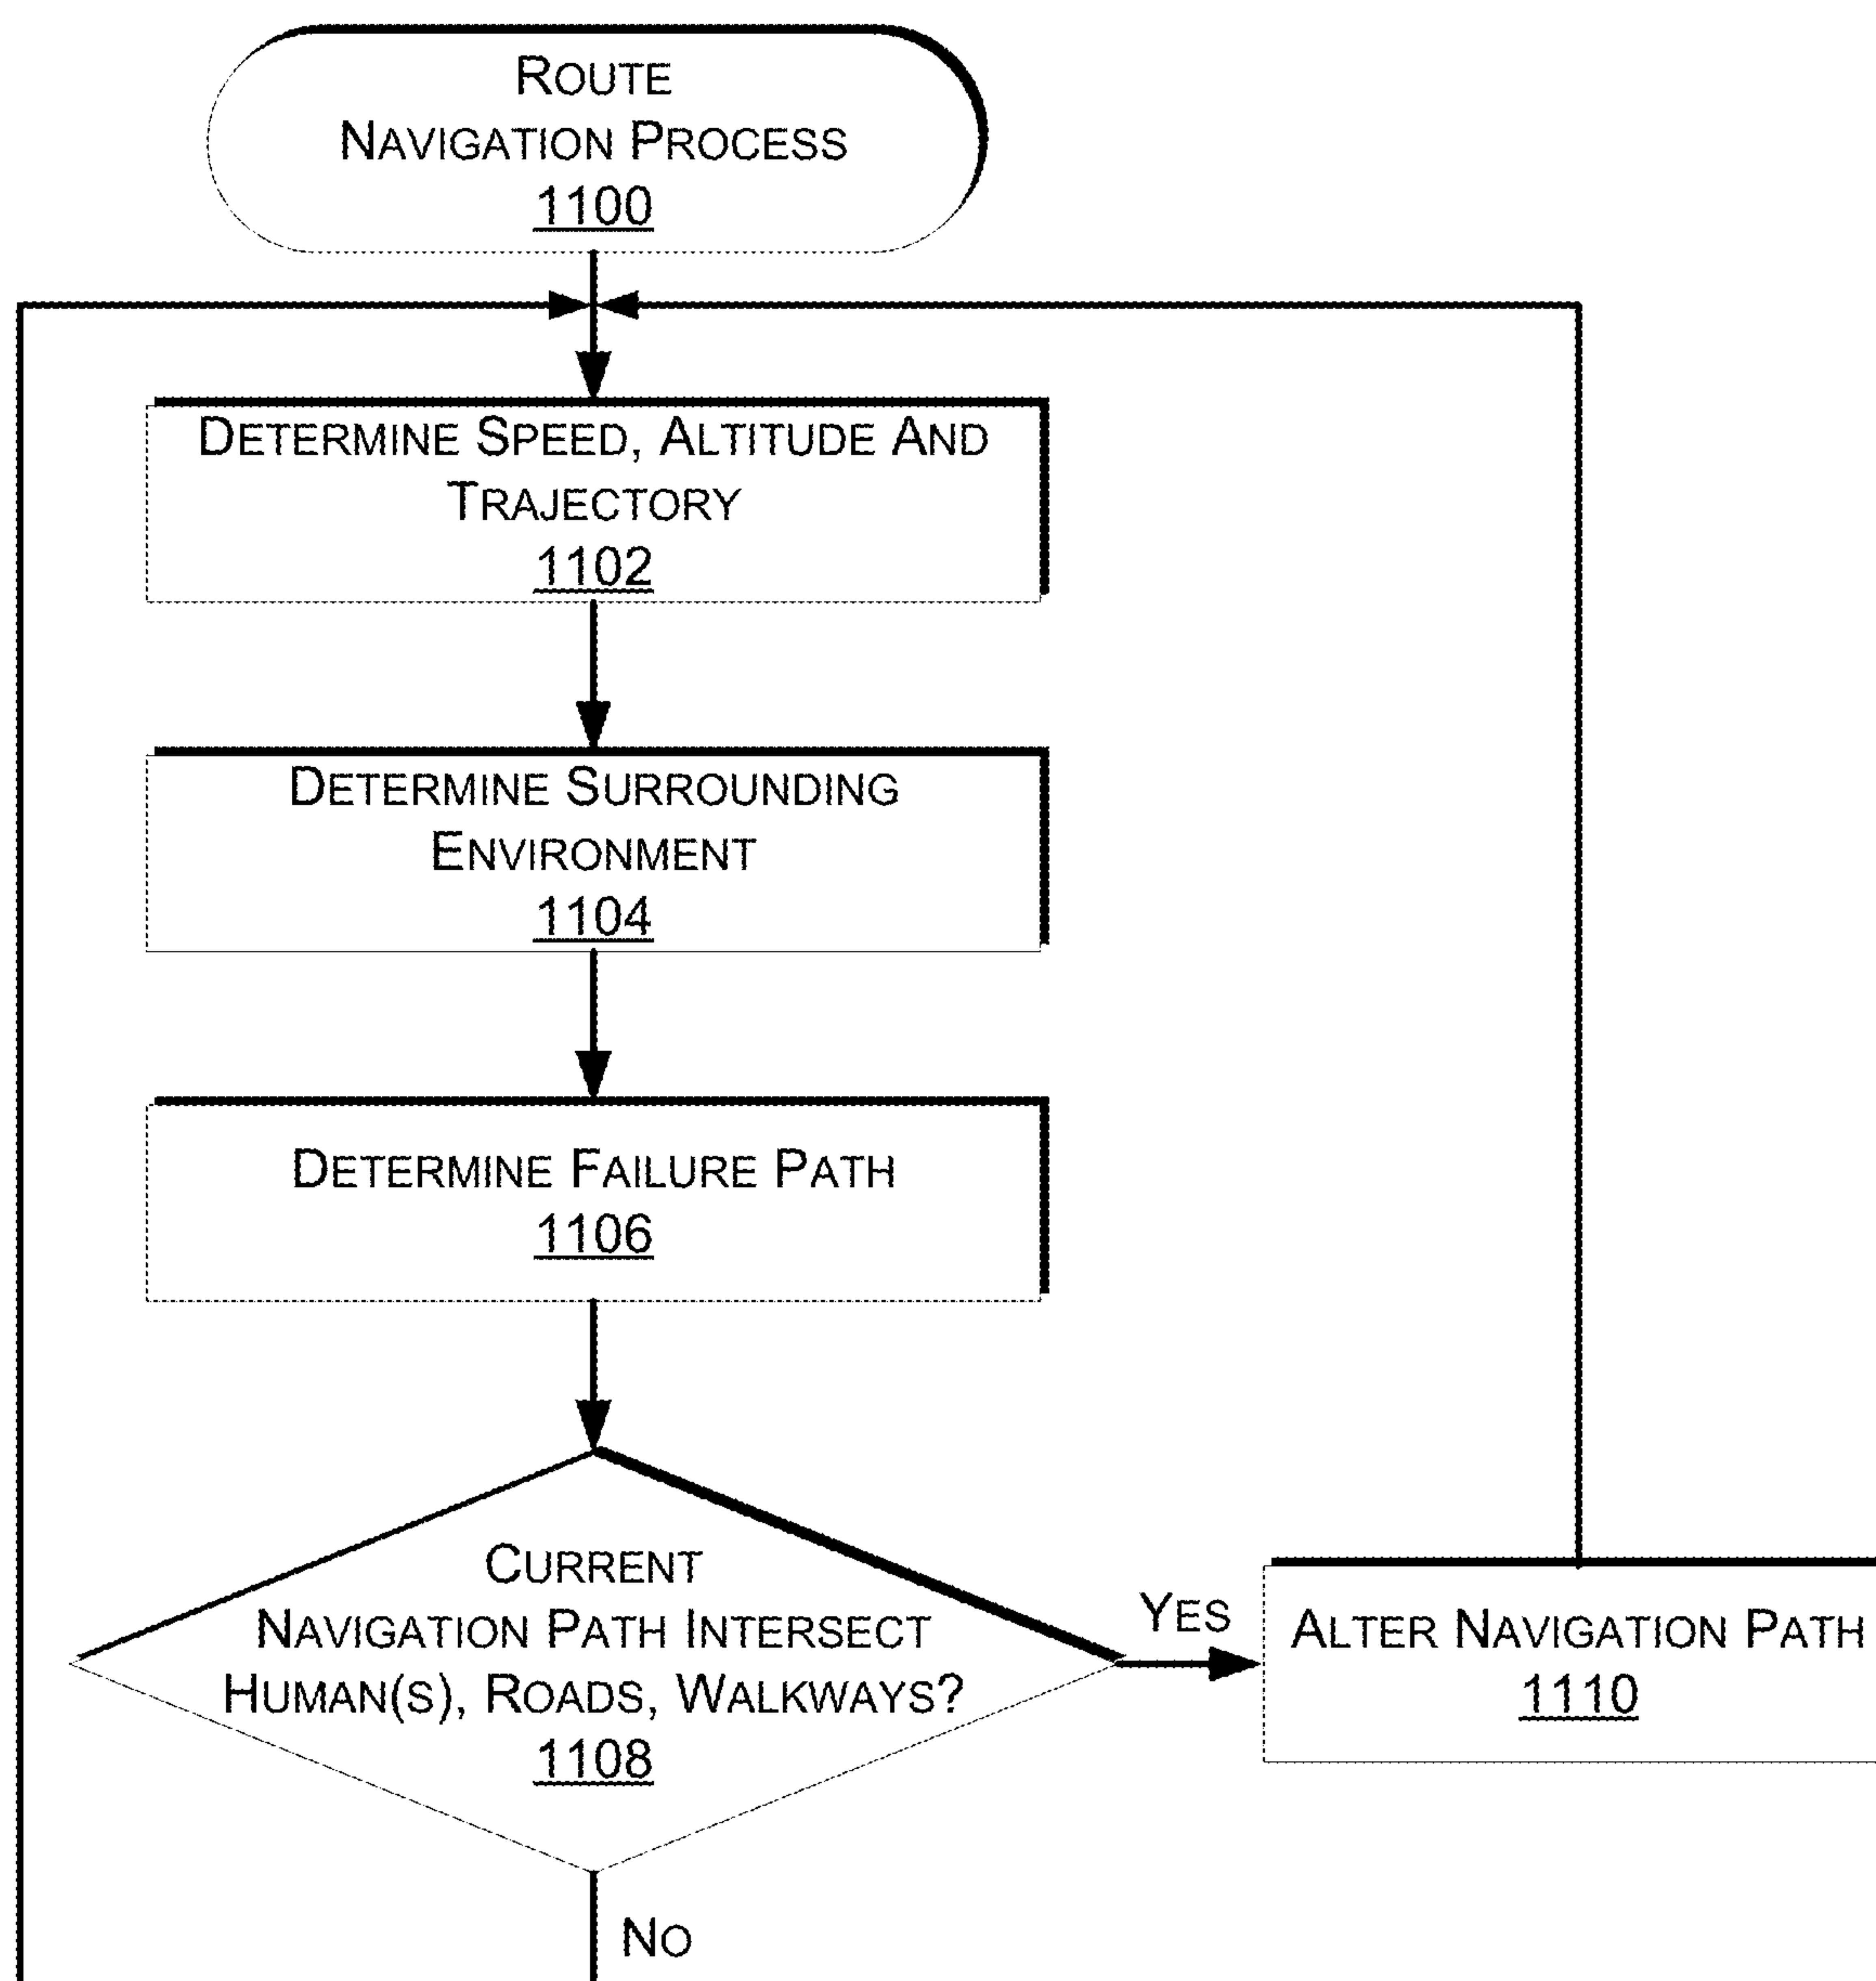 ROUTE
NAVIGATION PROCESS
1100
DETERMINE SPEED, ALTITUDE AND
TRAJECTORY
1102
DETERMINE SURROUNDING
ENVIRONMENT
1104
DETERMINE FAILURE PATH
1106
CURRENT
NAVIGATION PATH INTERSECT
HUMAN(S), ROADS, WALKWAYS?
1108
YES
ALTER NAVIGATION PATH
1110
NO